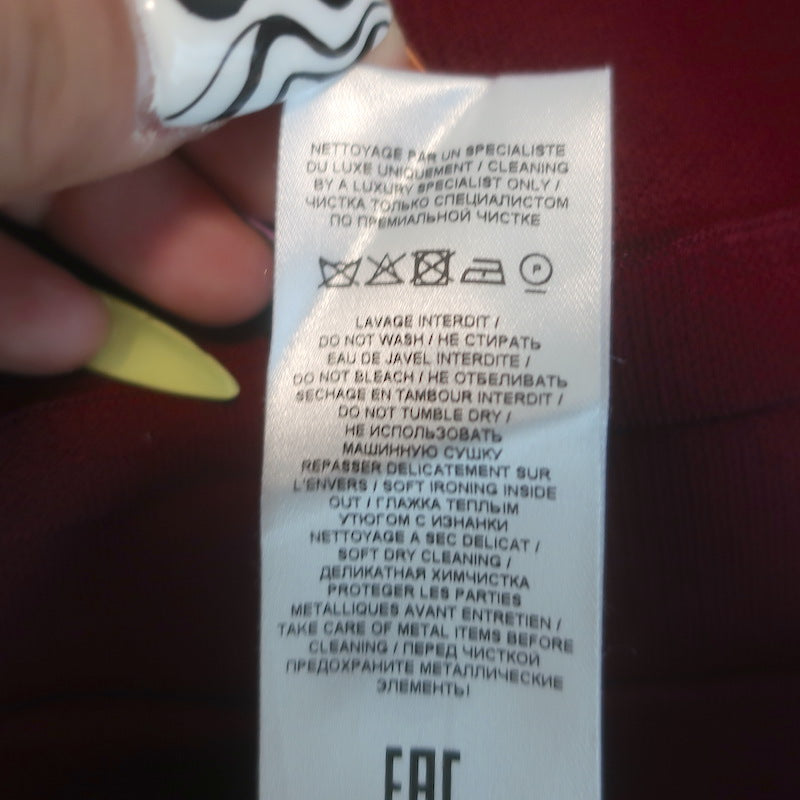 NETTOYAGE PAR UN SPECIALISTE
DU LUXE UNIQUEMENT / CLEANING
BY A LUXURY SPECIALIST ONLY /
ЧИСТКА ТОЛЬКО СПЕЦИАЛИСТОМ
ПО ПРЕМИАЛЬНОЙ ЧИСТКЕ
P
LAVAGE INTERDIT /
DO NOT WASH / НЕ СТИРАТЬ
EAU DE JAVEL INTERDITE /
DO NOT BLEACH / НЕ ОТБЕЛИВАТЬ
SECHAGE EN TAMBOUR INTERDIT /
DO NOT TUMBLE DRY /
НЕ ИСПОЛЬЗОВАТЬ
МАШИННУЮ СУШКУ
REPASSER DELICATEMENT SUR
L'ENVERS / SOFT IRONING INSIDE
OUT / ГЛАЖКА ТЕПЛЫМ
УТЮГОМ С ИЗНАНКИ
NETTOYAGE A SEC DELICAT /
SOFT DRY CLEANING /
ДЕЛИКАТНАЯ ХИМЧИСТКА
PROTEGER LES PARTIES
METALLIQUES AVANT ENTRETIEN /
TAKE CARE OF METAL ITEMS BEFORE
CLEANING / ПЕРЕД ЧИСТКОЙ
ПРЕДОХРАНИТЕ МЕТАЛЛИЧЕСКИЕ
ЭЛЕМЕНТЫ
EAC